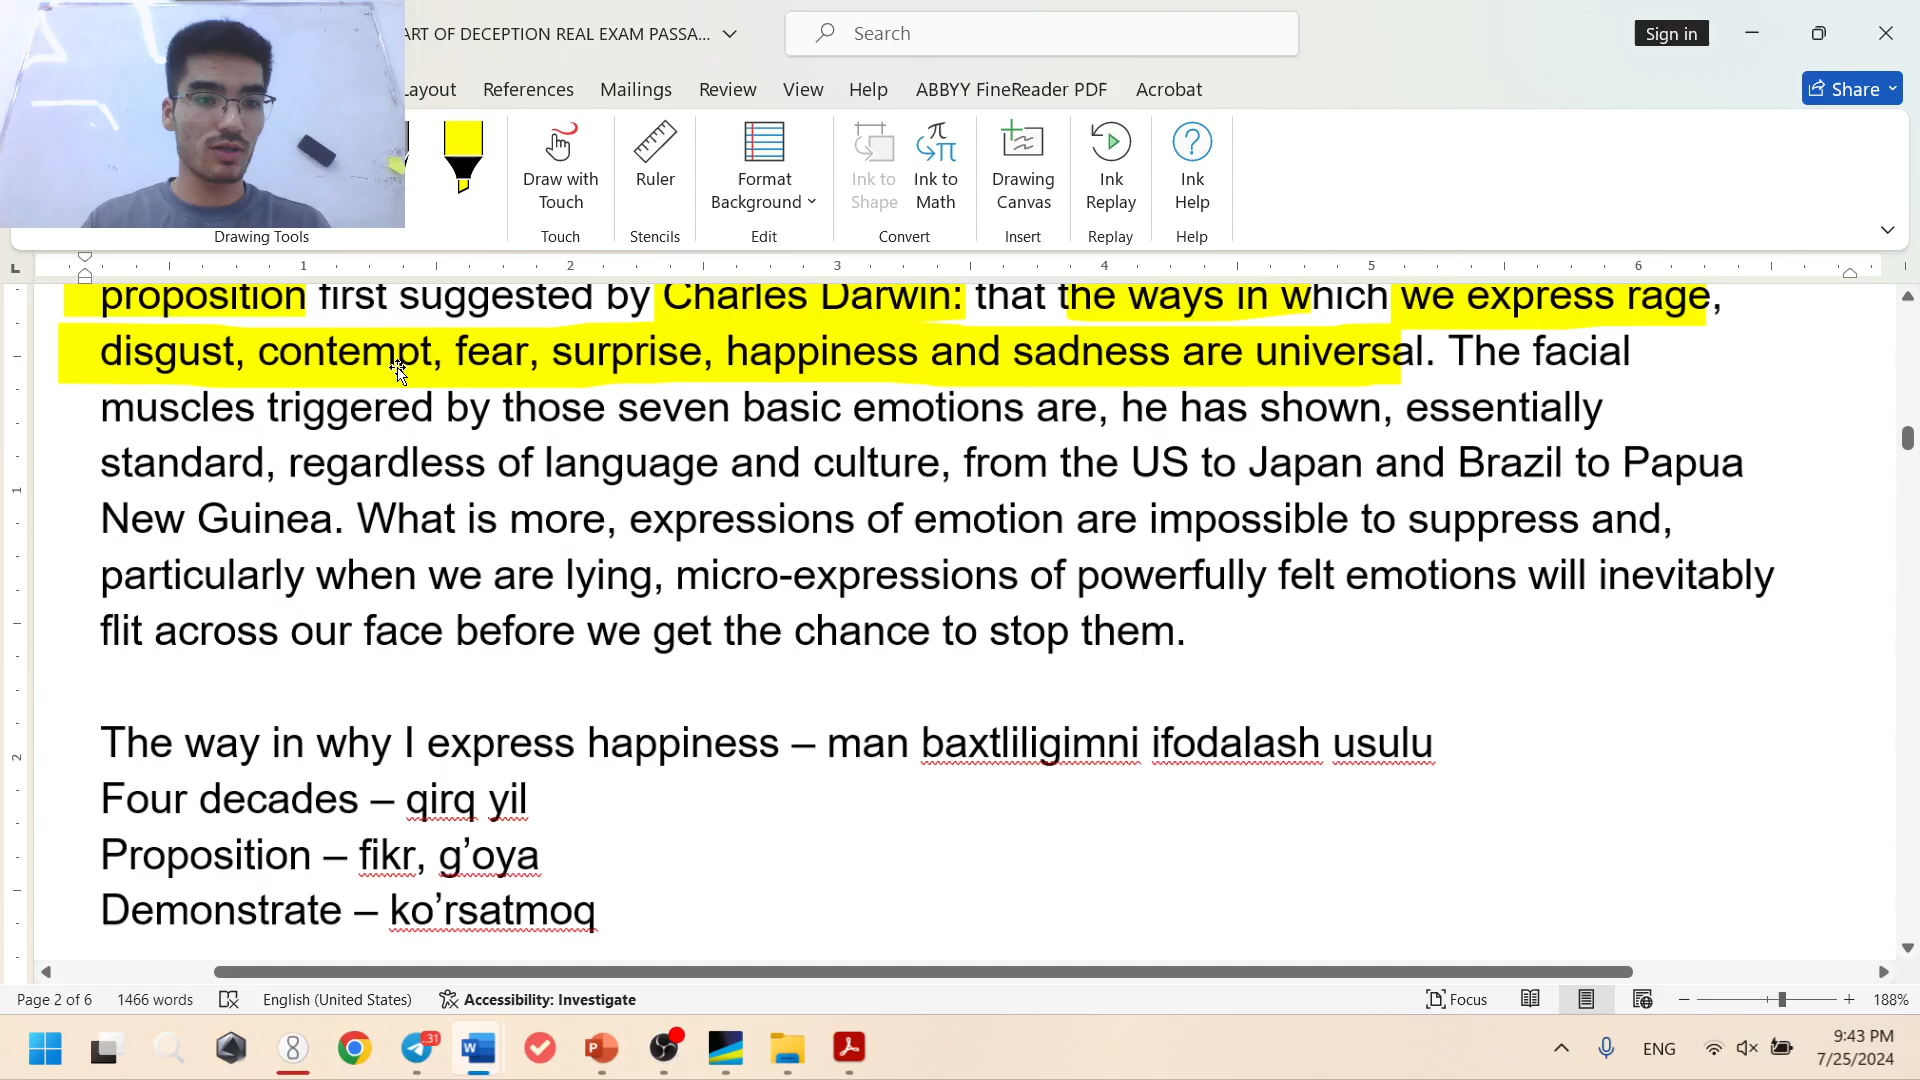 ART OF DECEPTION REAL EXAM PASSA...
Search
Sign in
Layout References Mailings Review View Help ABBYY FineReader PDF Acrobat
Share
Draw with Touch
Ruler
Format Background
Ink to Shape
Ink to Math
Drawing Canvas
Ink Replay
Ink Help
Drawing Tools Touch Stencils Edit Convert Insert Replay Help
1 2 3 4 5 6
proposition first suggested by Charles Darwin: that the ways in which we express rage,
disgust, contempt, fear, surprise, happiness and sadness are universal. The facial
muscles triggered by those seven basic emotions are, he has shown, essentially
standard, regardless of language and culture, from the US to Japan and Brazil to Papua
New Guinea. What is more, expressions of emotion are impossible to suppress and,
particularly when we are lying, micro-expressions of powerfully felt emotions will inevitably
flit across our face before we get the chance to stop them.
The way in why I express happiness – man baxtliligimni ifodalash usulu
Four decades – qirq yil
Proposition – fikr, g’oya
Demonstrate – ko’rsatmoq
1
2
Page 2 of 6 1466 words English (United States) Accessibility: Investigate Focus 188%
31
ENG
9:43 PM
7/25/2024